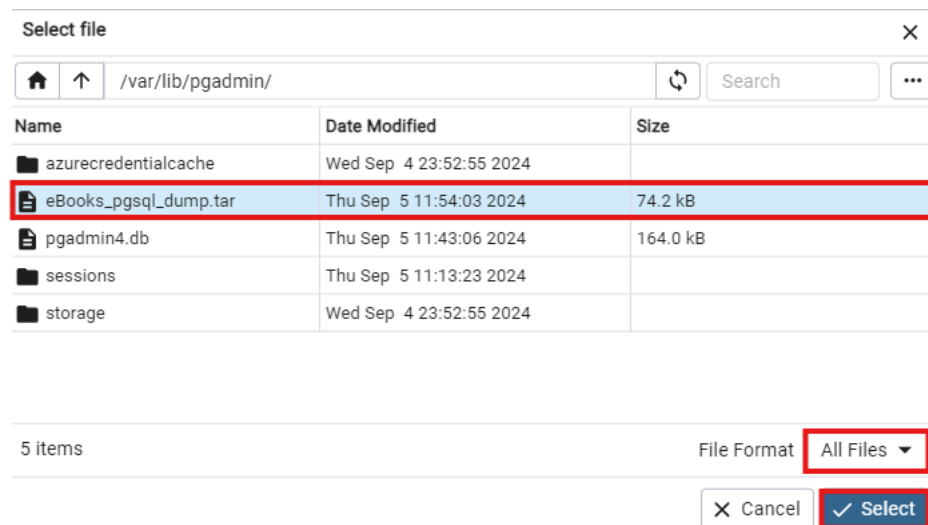 Select file
/var/lib/pgadmin/ Search
Name Date Modified Size
azurecredentialcache Wed Sep 4 23:52:55 2024
eBooks_pgsql_dump.tar Thu Sep 5 11:54:03 2024 74.2 kB
pgadmin4.db Thu Sep 5 11:43:06 2024 164.0 kB
sessions Thu Sep 5 11:13:23 2024
storage Wed Sep 4 23:52:55 2024
5 items File Format All Files
Cancel Select